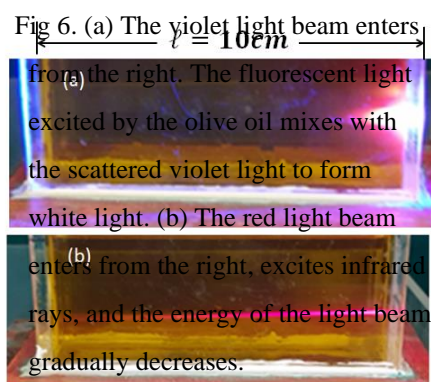 Fig 6. (a) The violet light beam enters
ℓ = 10cm
from the right. The fluorescent light
(a)
excited by the olive oil mixes with
the scattered violet light to form
white light. (b) The red light beam
(b)
enters from the right, excites infrared
rays, and the energy of the light beam
gradually decreases.